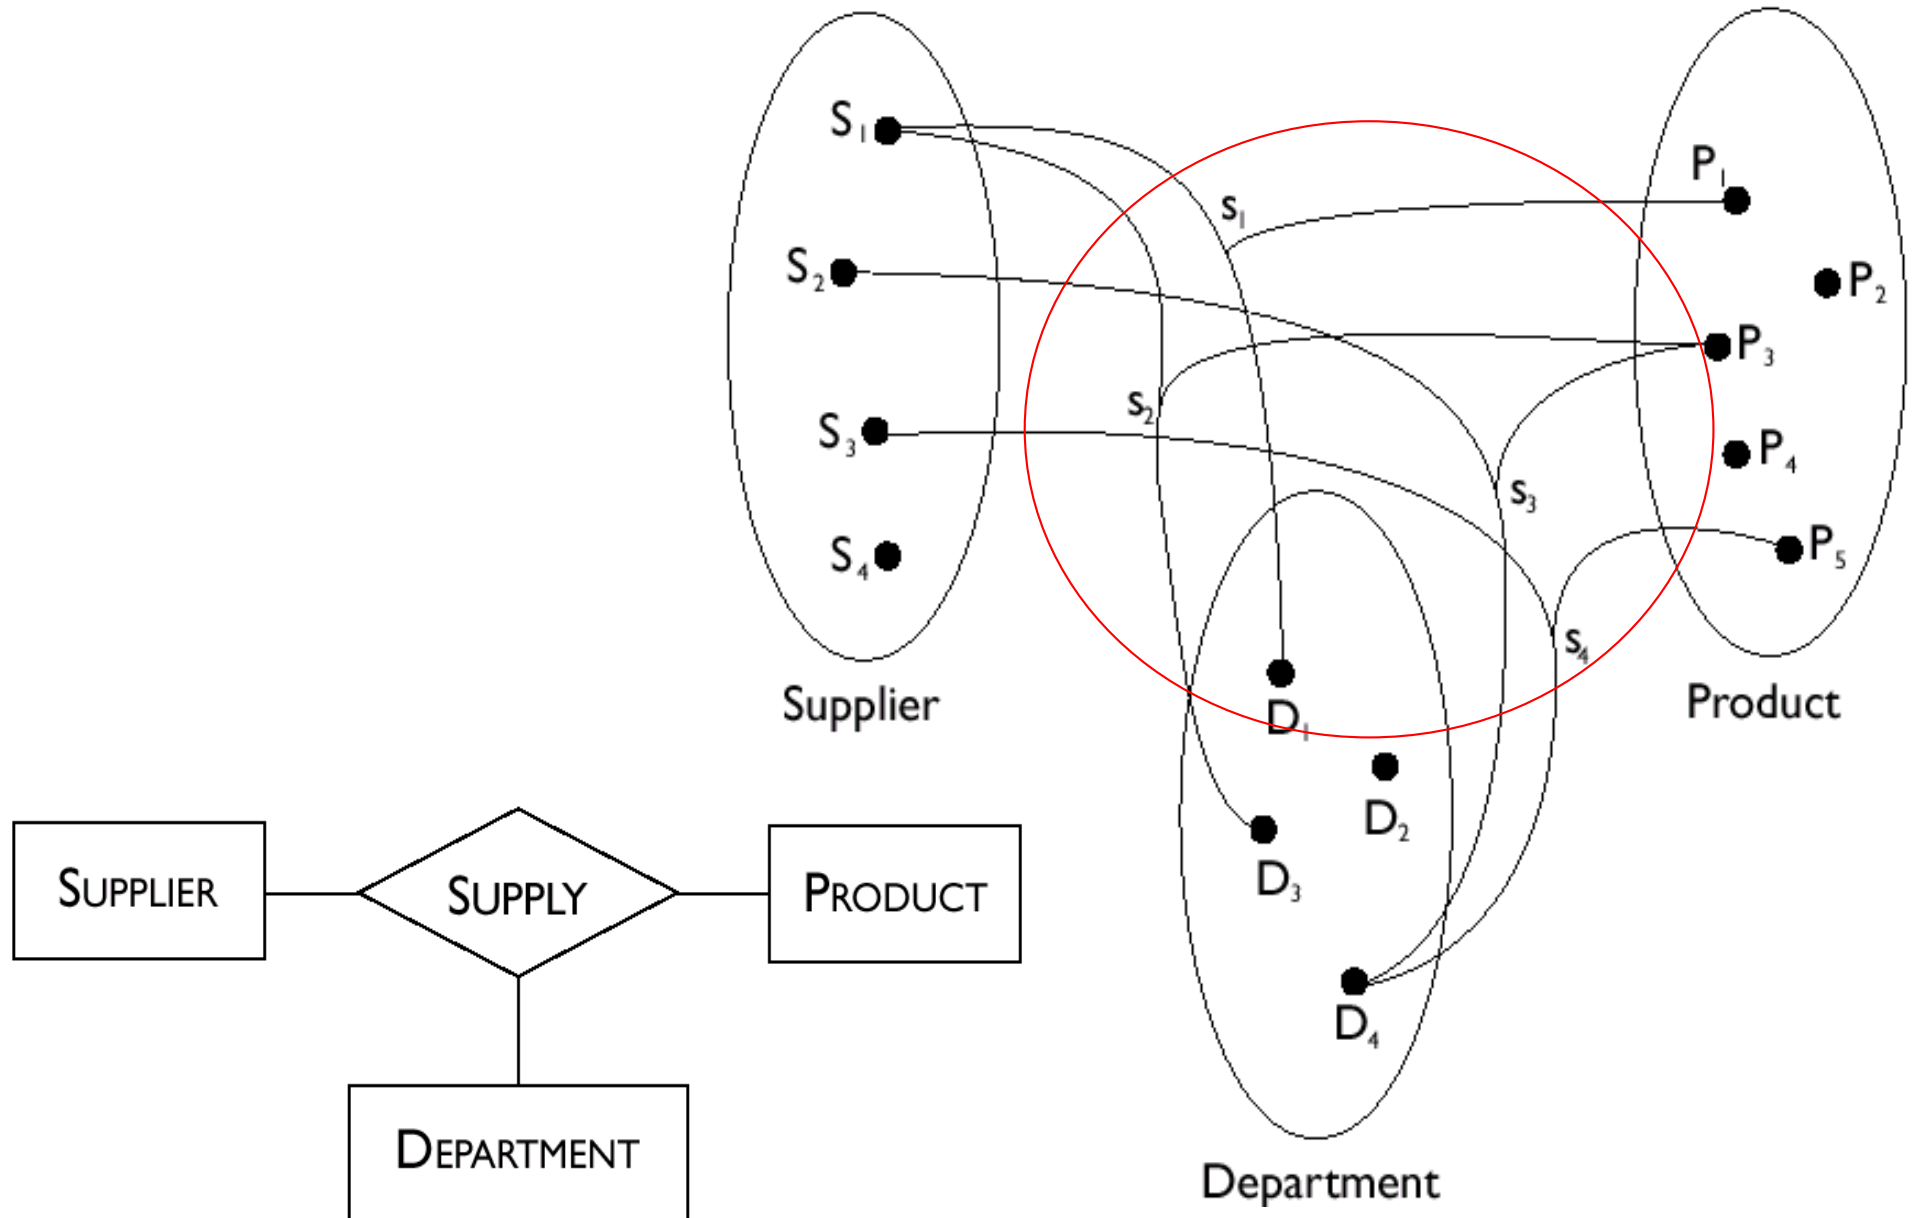 S1
S2
S3
S4
Supplier
s1
s2
s3
s4
P1
P2
P3
P4
P5
Product
D1
D2
D3
D4
Department
SUPPLIER
SUPPLY
PRODUCT
DEPARTMENT